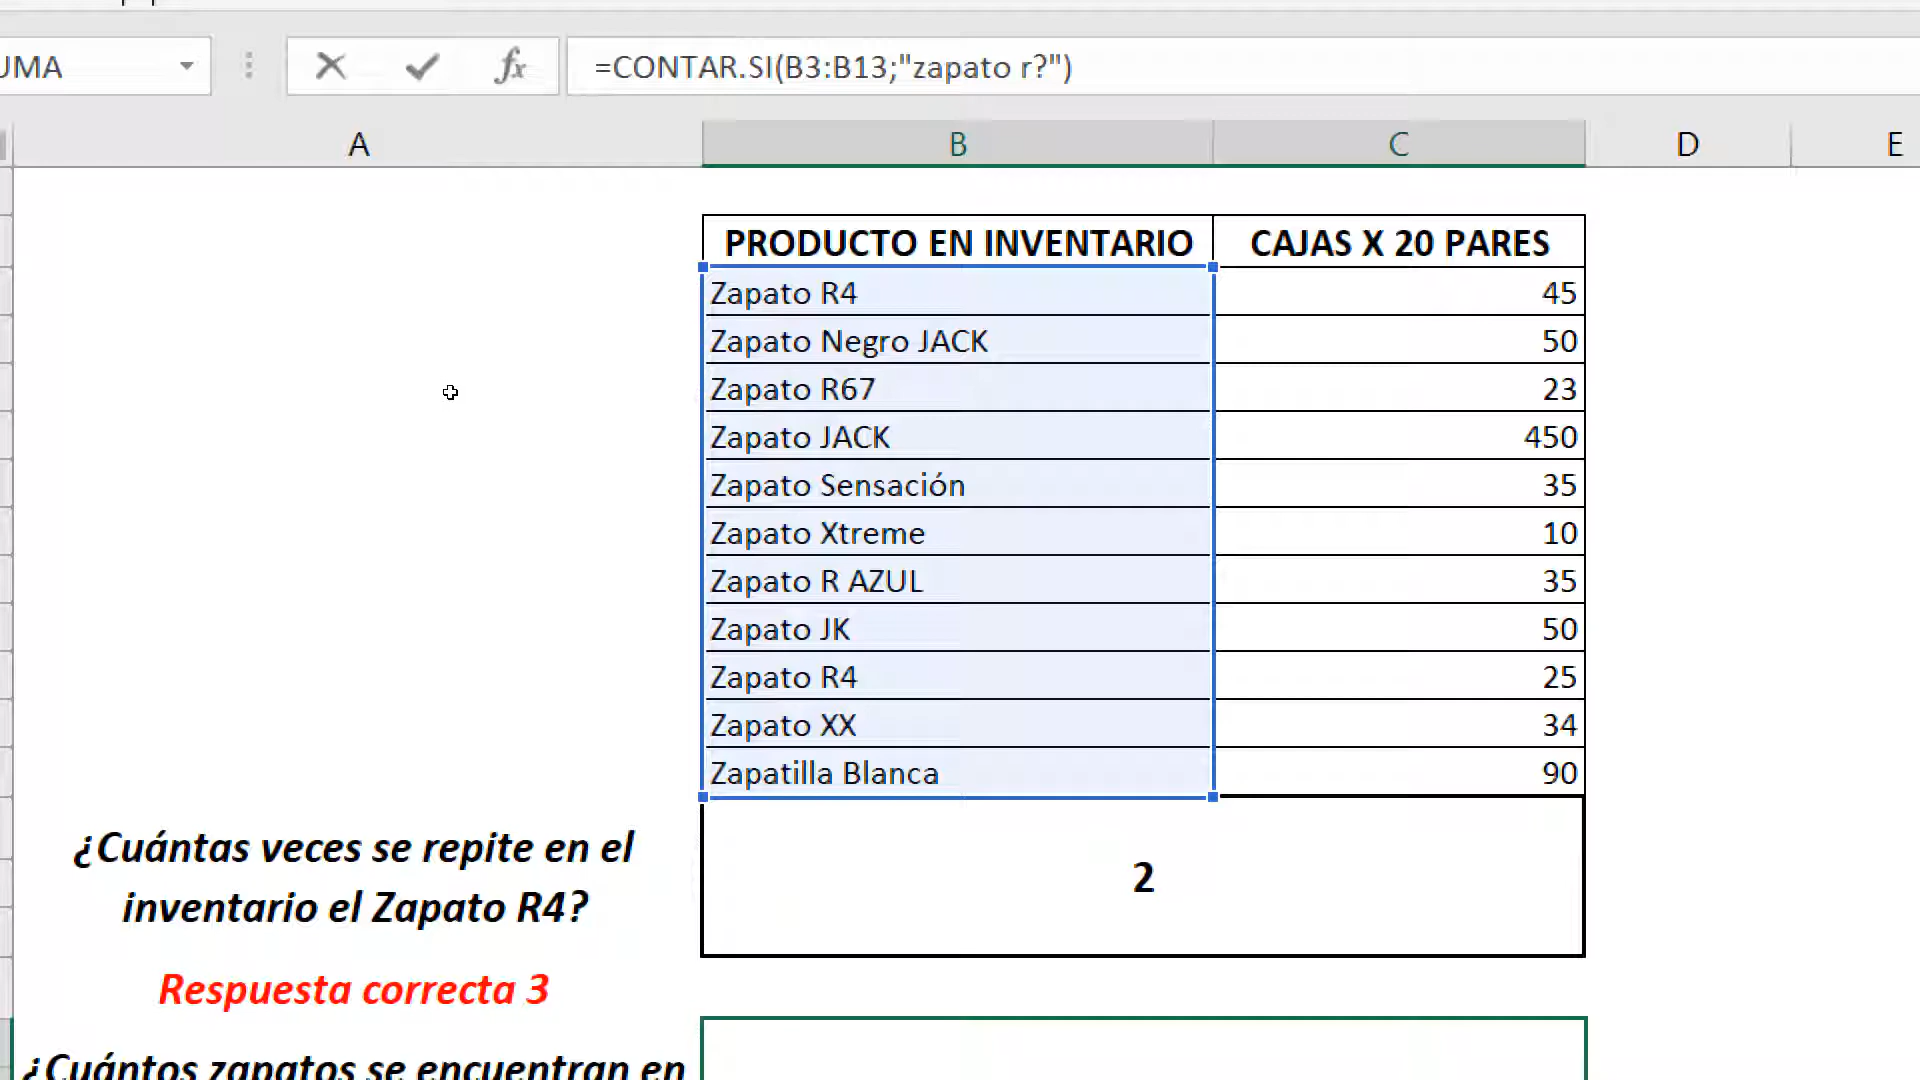 UMA
fx
=CONTAR.SI(B3:B13;"zapato r?")
A B C D E
PRODUCTO EN INVENTARIO CAJAS X 20 PARES
Zapato R4 45
Zapato Negro JACK 50
Zapato R67 23
Zapato JACK 450
Zapato Sensación 35
Zapato Xtreme 10
Zapato R AZUL 35
Zapato JK 50
Zapato R4 25
Zapato XX 34
Zapatilla Blanca 90
¿Cuántas veces se repite en el
inventario el Zapato R4?
2
Respuesta correcta 3
¿Cuántos zapatos se encuentran en